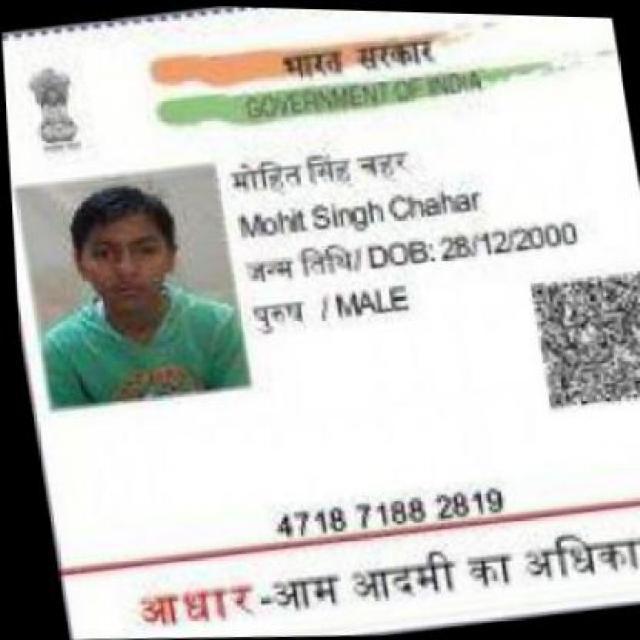 भारत सरकार
GOVERNMENT OF INDIA
मोहित सिंह चहर
Mohit Singh Chahar
जन्म तिथि/ DOB: 28/12/2000
पुरुष / MALE
4718 7188 2819
आधार-आम आदमी का अधिका